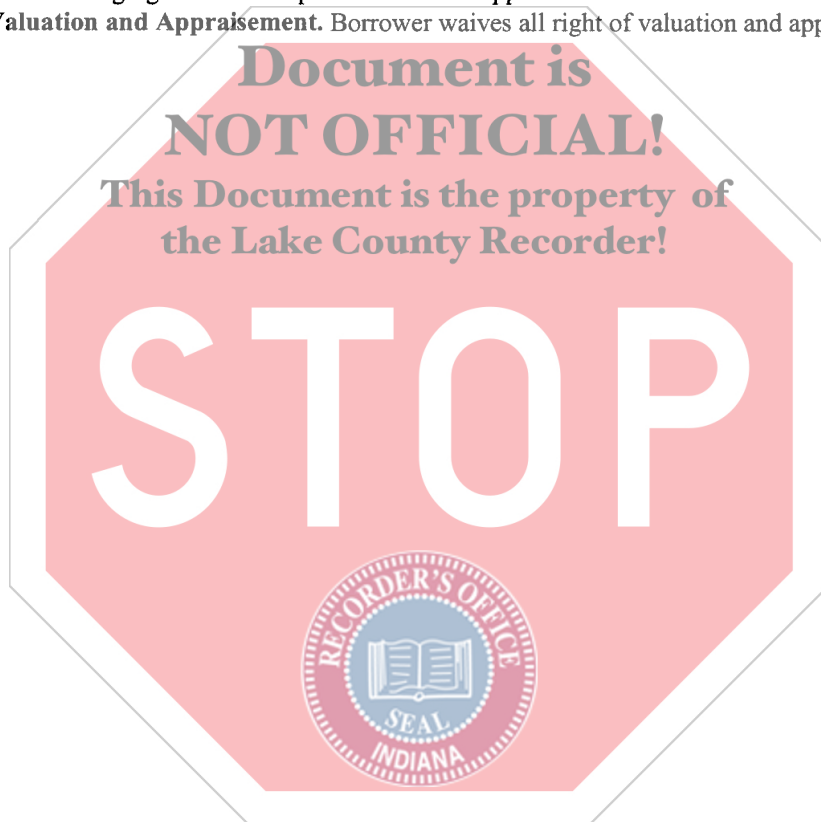 Valuation and Appraisement. Borrower waives all right of valuation and app
Document is
NOT OFFICIAL!
This Document is the property of
the Lake County Recorder!
STOP
RECORDER'S OFFICE
SEAL
INDIANA